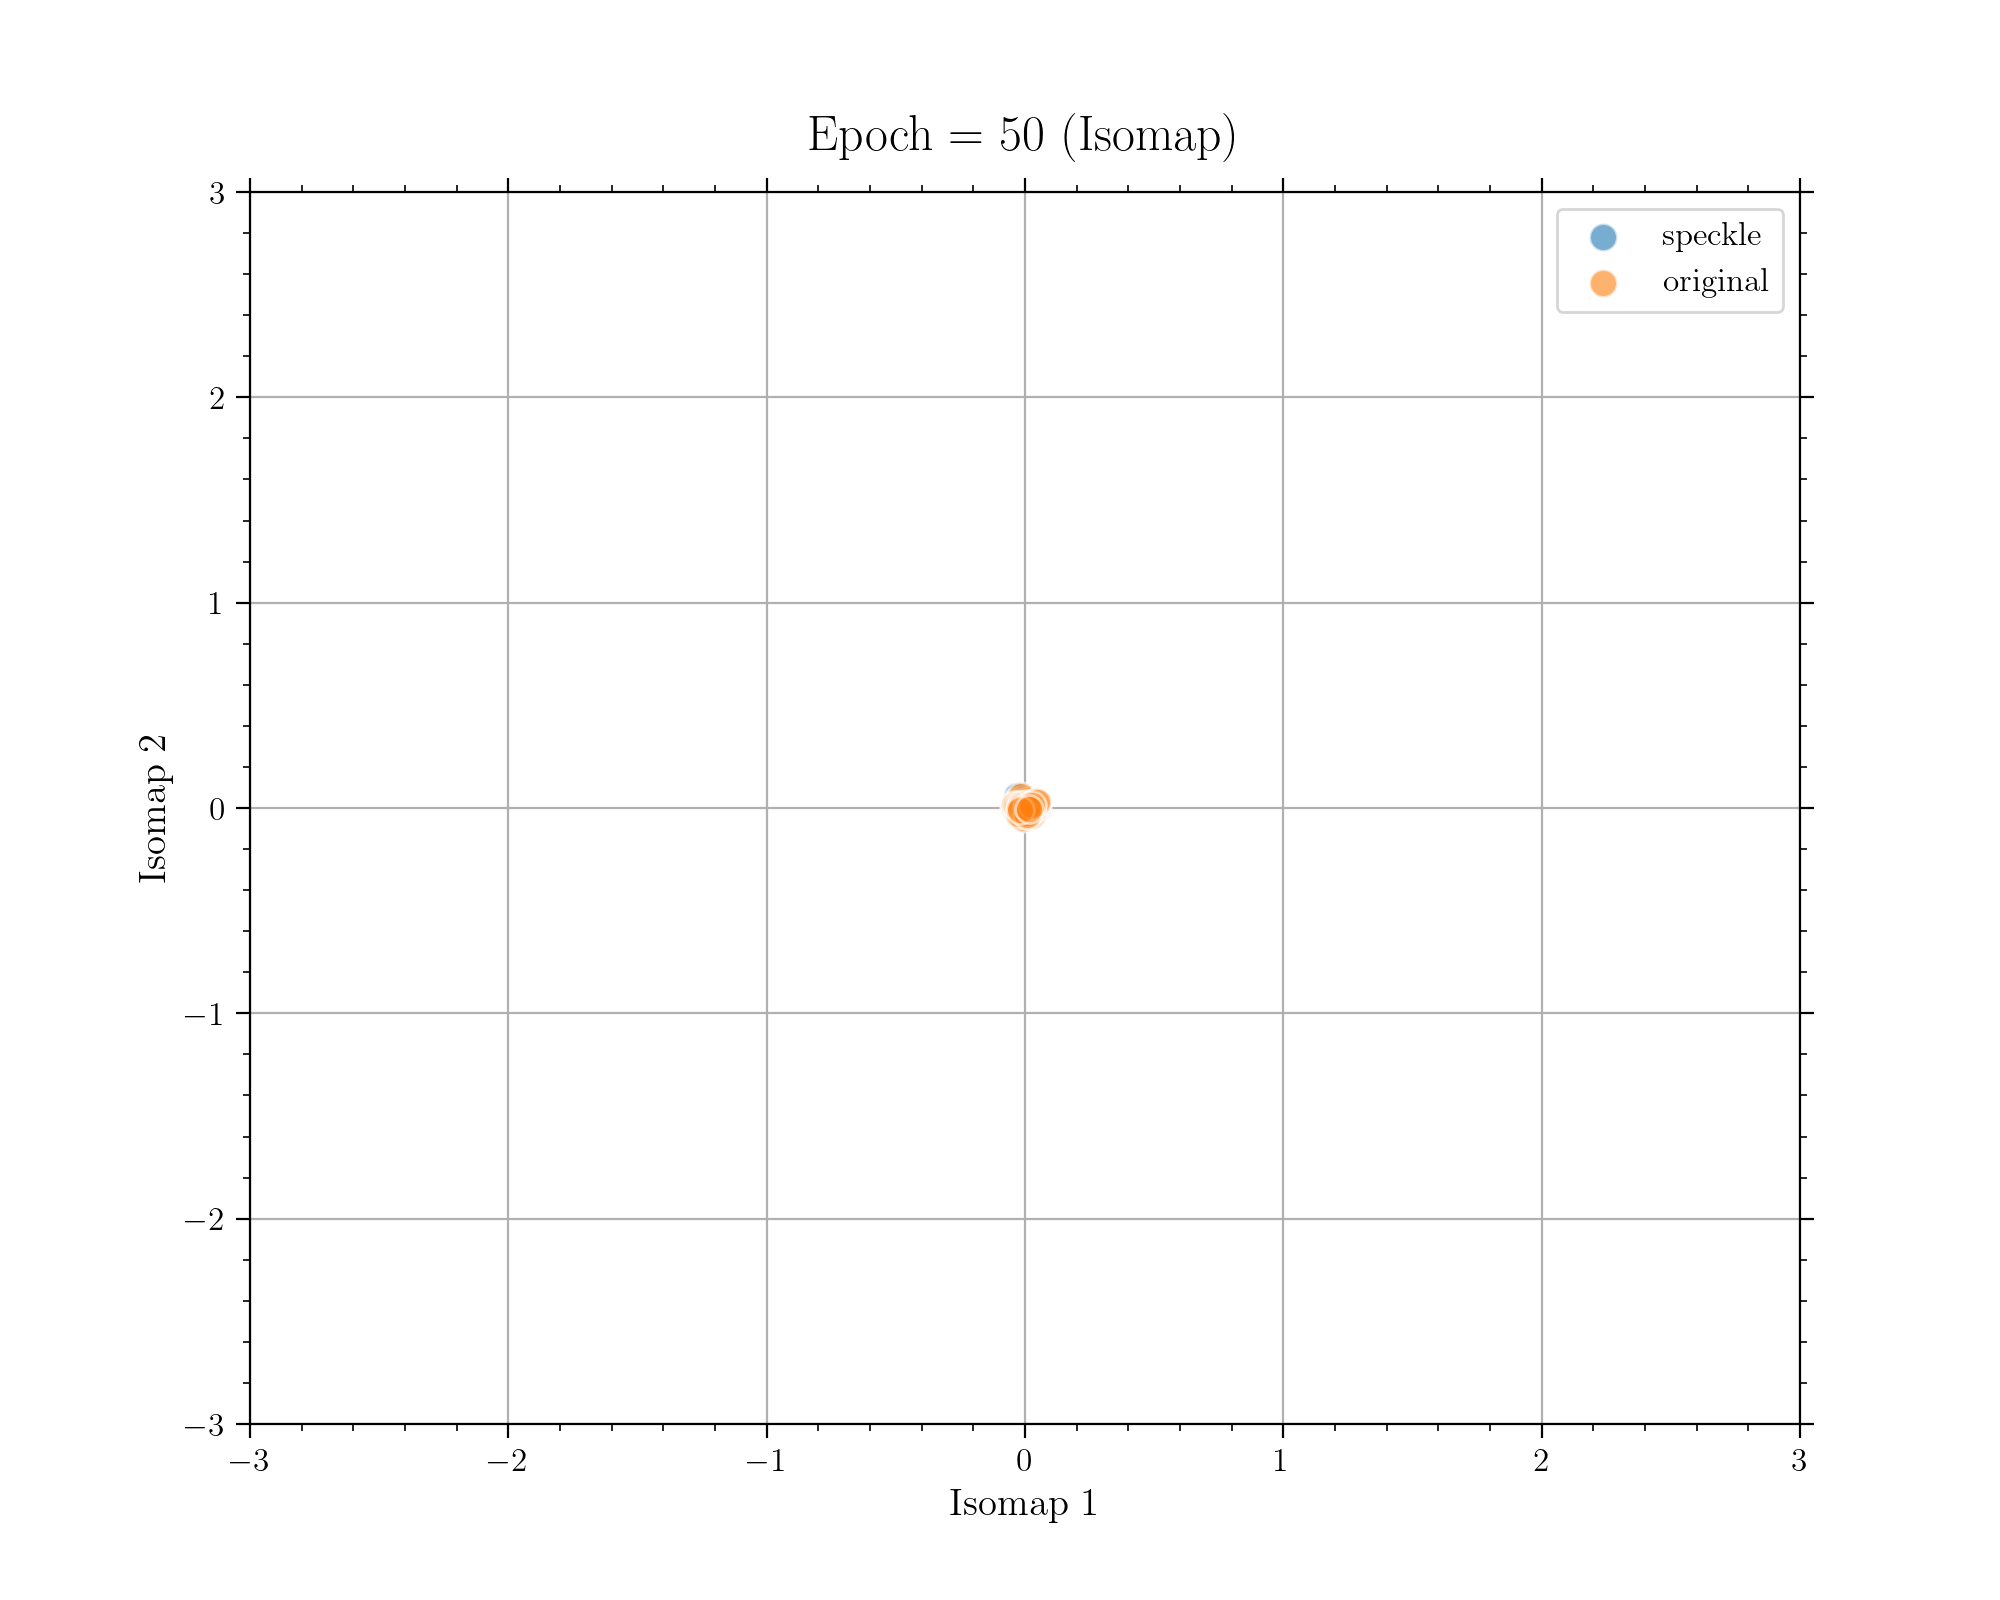 Epoch = 50 (Isomap)
speckle
original
3
2
1
0
−1
−2
−3
Isomap 2
−3
−2
−1
0
1
2
3
Isomap 1